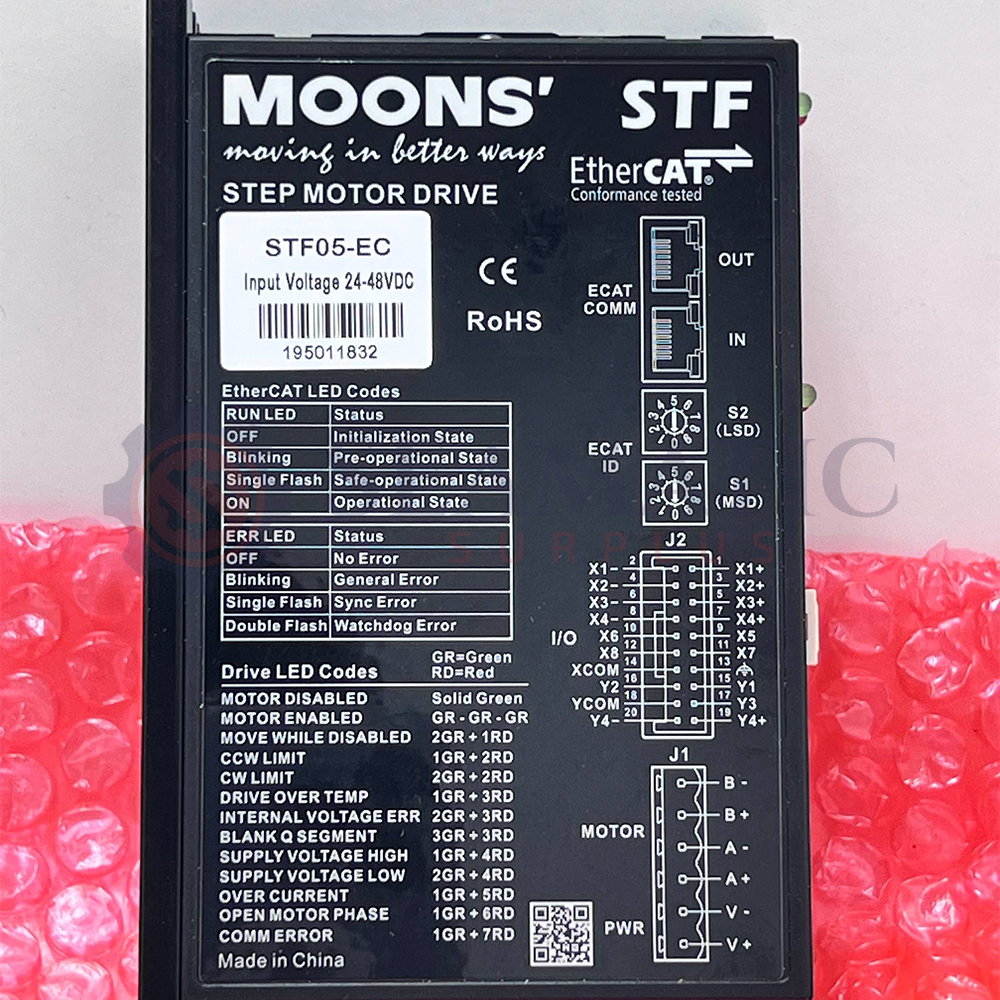 MOONS' STF
moving in better ways
EtherCAT®
Conformance tested
STEP MOTOR DRIVE
STF05-EC
Input Voltage 24-48VDC
195011832
CE
RoHS
ECAT COMM
OUT
IN
ECAT ID
S2
(LSD)
S1
(MSD)
EtherCAT LED Codes
RUN LED Status
OFF Initialization State
Blinking Pre-operational State
Single Flash Safe-operational State
ON Operational State
ERR LED Status
OFF No Error
Blinking General Error
Single Flash Sync Error
Double Flash Watchdog Error
Drive LED Codes GR=Green
RD=Red
MOTOR DISABLED Solid Green
MOTOR ENABLED GR - GR - GR
MOVE WHILE DISABLED 2GR + 1RD
CCW LIMIT 1GR + 2RD
CW LIMIT 2GR + 2RD
DRIVE OVER TEMP 1GR + 3RD
INTERNAL VOLTAGE ERR 2GR + 3RD
BLANK Q SEGMENT 3GR + 3RD
SUPPLY VOLTAGE HIGH 1GR + 4RD
SUPPLY VOLTAGE LOW 2GR + 4RD
OVER CURRENT 1GR + 5RD
OPEN MOTOR PHASE 1GR + 6RD
COMM ERROR 1GR + 7RD
Made in China
J2
I/O
X1- 2 1 X1+
X2- 4 3 X2+
X3- 6 5 X3+
X4- 8 7 X4+
X6 10 9 X5
X8 12 11 X7
XCOM 14 13
Y2 16 15 Y1
YCOM 18 17 Y3
Y4- 20 19 Y4+
J1
MOTOR
B -
B +
A -
A +
PWR
V -
V +
SURPLUS